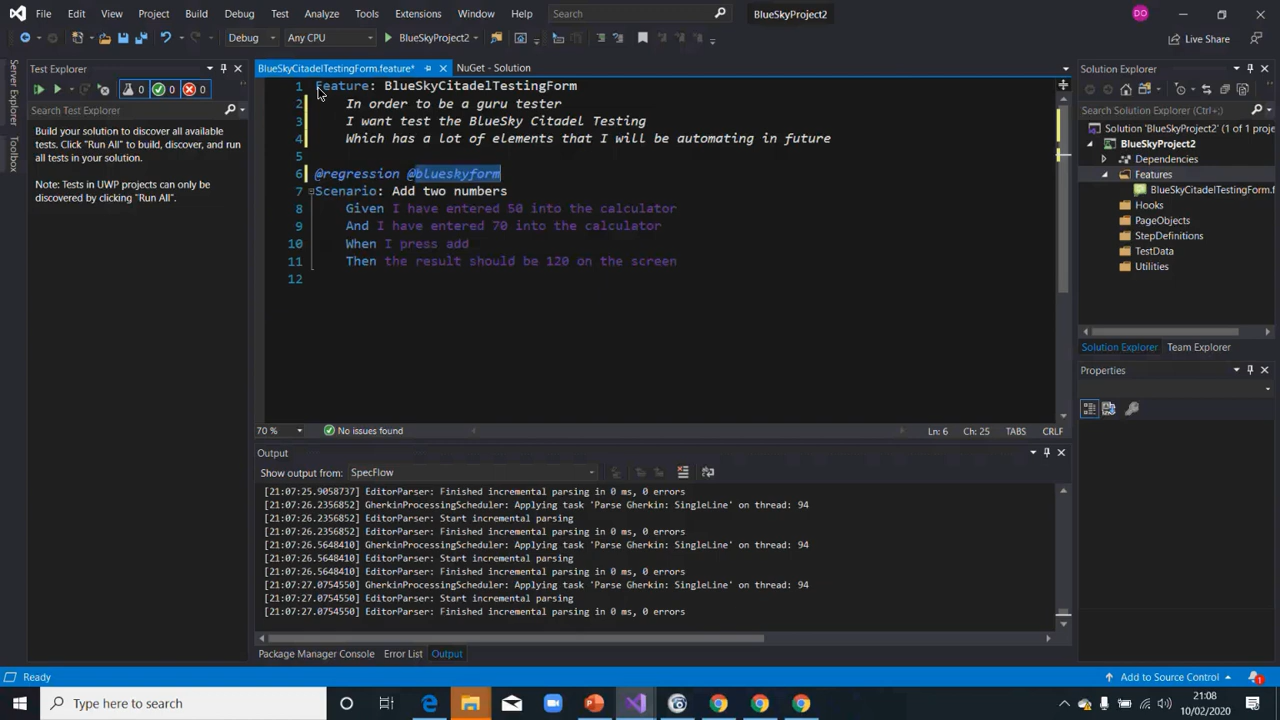 File Edit View Project Build Debug Test Analyze Tools Extensions Window Help Search BlueSkyProject2 DO
Debug Any CPU BlueSkyProject2 Live Share
Server Explorer
Toolbox
Test Explorer
0 0 0
Search Test Explorer
Build your solution to discover all available
tests. Click "Run All" to build, discover, and run
all tests in your solution.
Note: Tests in UWP projects can only be
discovered by clicking "Run All".
BlueSkyCitadelTestingForm.feature* NuGet - Solution
1 Feature: BlueSkyCitadelTestingForm
2 In order to be a guru tester
3 I want test the BlueSky Citadel Testing
4 Which has a lot of elements that I will be automating in future
5
6 @regression @blueskyform
7 Scenario: Add two numbers
8 Given I have entered 50 into the calculator
9 And I have entered 70 into the calculator
10 When I press add
11 Then the result should be 120 on the screen
12
70 % No issues found Ln: 6 Ch: 25 TABS CRLF
Output
Show output from: SpecFlow
[21:07:25.9058737] EditorParser: Finished incremental parsing in 0 ms, 0 errors
[21:07:26.2356852] GherkinProcessingScheduler: Applying task 'Parse Gherkin: SingleLine' on thread: 94
[21:07:26.2356852] EditorParser: Start incremental parsing
[21:07:26.2356852] EditorParser: Finished incremental parsing in 0 ms, 0 errors
[21:07:26.5648410] GherkinProcessingScheduler: Applying task 'Parse Gherkin: SingleLine' on thread: 94
[21:07:26.5648410] EditorParser: Start incremental parsing
[21:07:26.5648410] EditorParser: Finished incremental parsing in 0 ms, 0 errors
[21:07:27.0754550] GherkinProcessingScheduler: Applying task 'Parse Gherkin: SingleLine' on thread: 94
[21:07:27.0754550] EditorParser: Start incremental parsing
[21:07:27.0754550] EditorParser: Finished incremental parsing in 0 ms, 0 errors
Package Manager Console Error List Output
Solution Explorer
Search Solution Explorer (Ctrl+;)
Solution 'BlueSkyProject2' (1 of 1 project)
BlueSkyProject2
Dependencies
Features
BlueSkyCitadelTestingForm.f
Hooks
PageObjects
StepDefinitions
TestData
Utilities
Solution Explorer Team Explorer
Properties
Ready Add to Source Control 1
Type here to search
21:08
10/02/2020